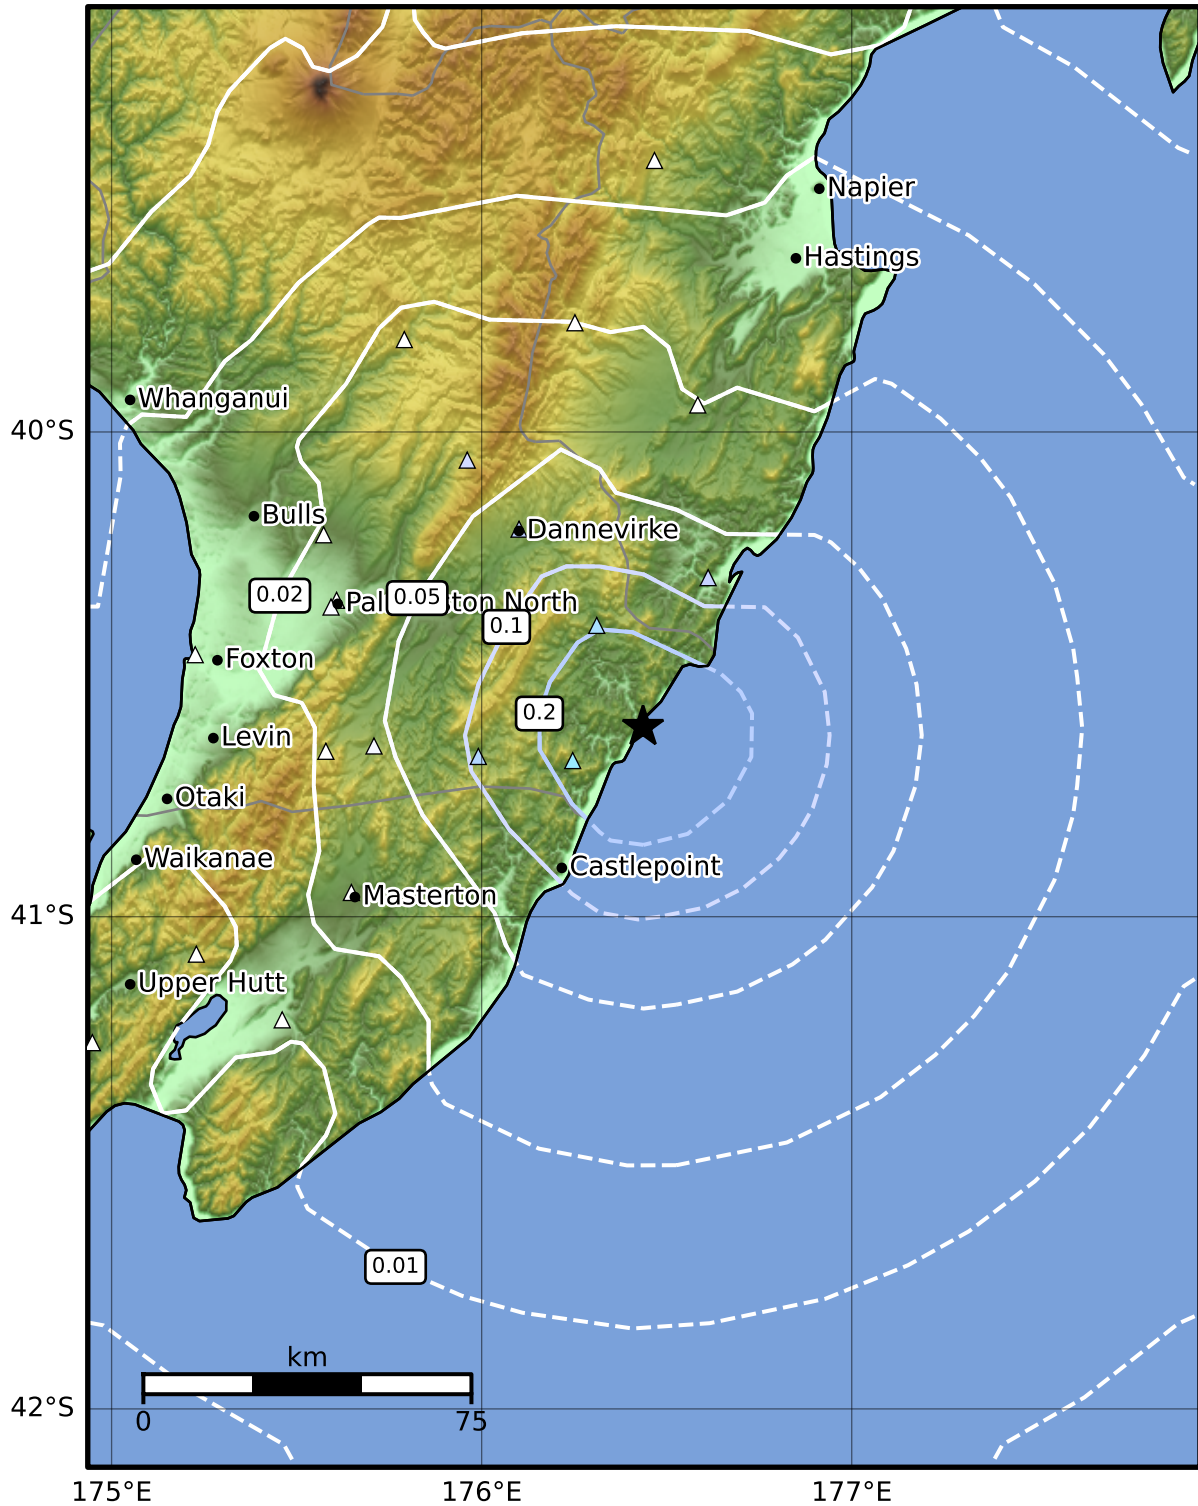 Napier
Hastings
Whanganui
40°S
Bulls
Dannevirke
0.02
0.05
Pal ston North
0.1
Foxton
0.2
Levin
Otaki
Waikanae
Castlepoint
Masterton
41°S
Upper Hutt
0.01
km
0 75
42°S
175°E 176°E 177°E